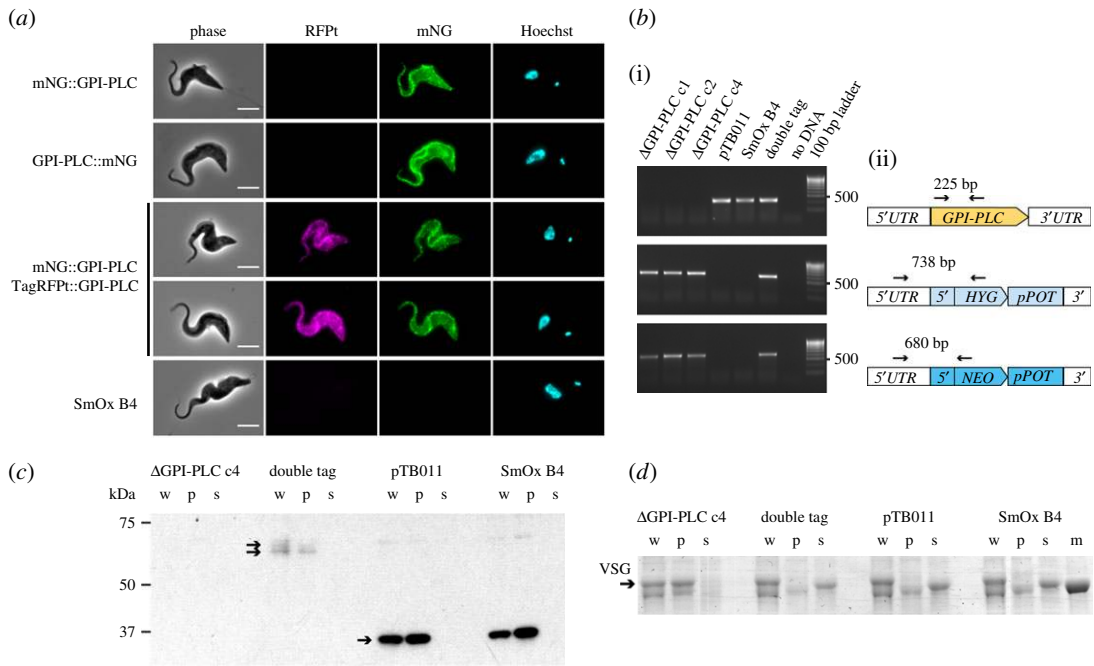 (a)
phase RFPt mNG Hoechst
mNG::GPI-PLC
GPI-PLC::mNG
mNG::GPI-PLC
TagRFPt::GPI-PLC
SmOx B4
(b)
(i)
ΔGPI-PLC c1
ΔGPI-PLC c2
ΔGPI-PLC c4
pTB011
SmOx B4
double tag
no DNA
100 bp ladder
500
500
500
(ii)
225 bp
5′UTR GPI-PLC 3′UTR
738 bp
5′UTR 5′ HYG pPOT 3′
680 bp
5′UTR 5′ NEO pPOT 3′
(c)
ΔGPI-PLC c4 double tag pTB011 SmOx B4
kDa w p s w p s w p s w p s
75
50
37
(d)
ΔGPI-PLC c4 double tag pTB011 SmOx B4
w p s w p s w p s w p s m
VSG